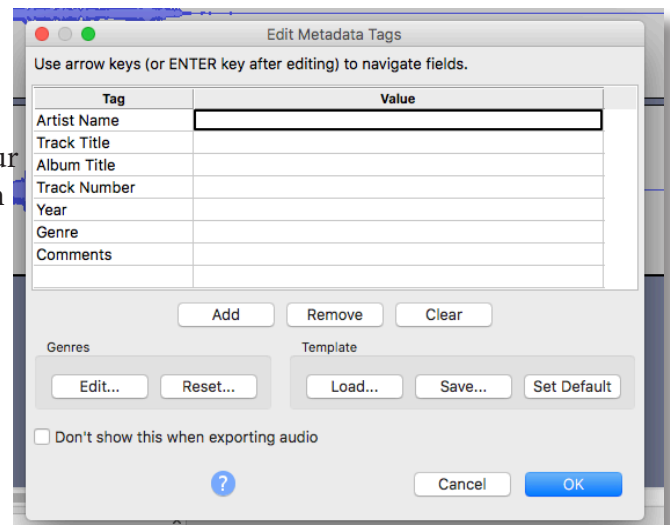 Edit Metadata Tags
Use arrow keys (or ENTER key after editing) to navigate fields.
Tag Value
Artist Name
Track Title
Album Title
Track Number
Year
Genre
Comments
Add Remove Clear
Genres Template
Edit... Reset... Load... Save... Set Default
Don't show this when exporting audio
? Cancel OK